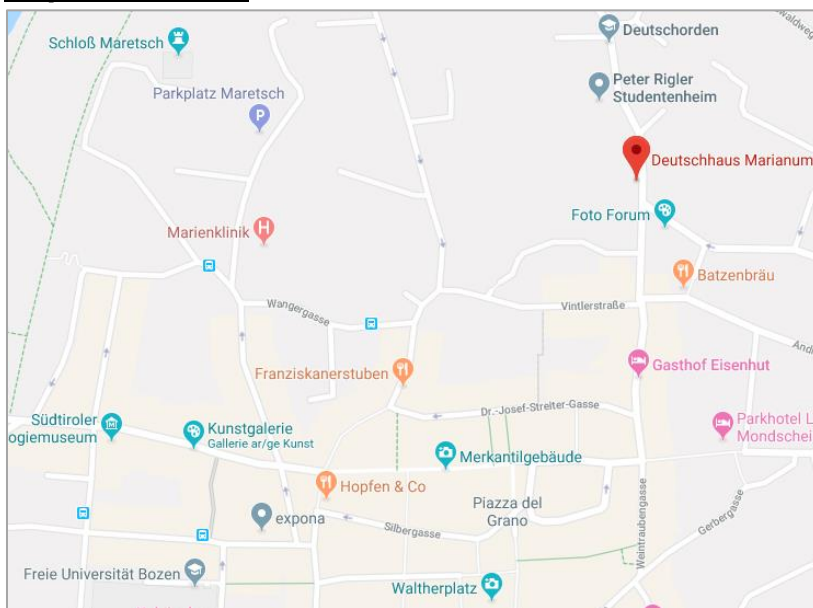 Schloß Maretsch
Deutschorden
waldweg
Parkplatz Maretsch
P
Peter Rigler
Studentenheim
Deutschhaus Marianum
Foto Forum
Marienklinik
H
Batzenbräu
Wangergasse
Vintlerstraße
Andr
Franziskanerstuben
Gasthof Eisenhut
Dr.-Josef-Streiter-Gasse
Südtiroler
ogiemuseum
Kunstgalerie
Gallerie ar/ge Kunst
Parkhotel L
Mondschei
Merkantilgebäude
Hopfen & Co
Piazza del
Grano
expona
Silbergasse
Weintraubengasse
Gerbergasse
Freie Universität Bozen
Waltherplatz